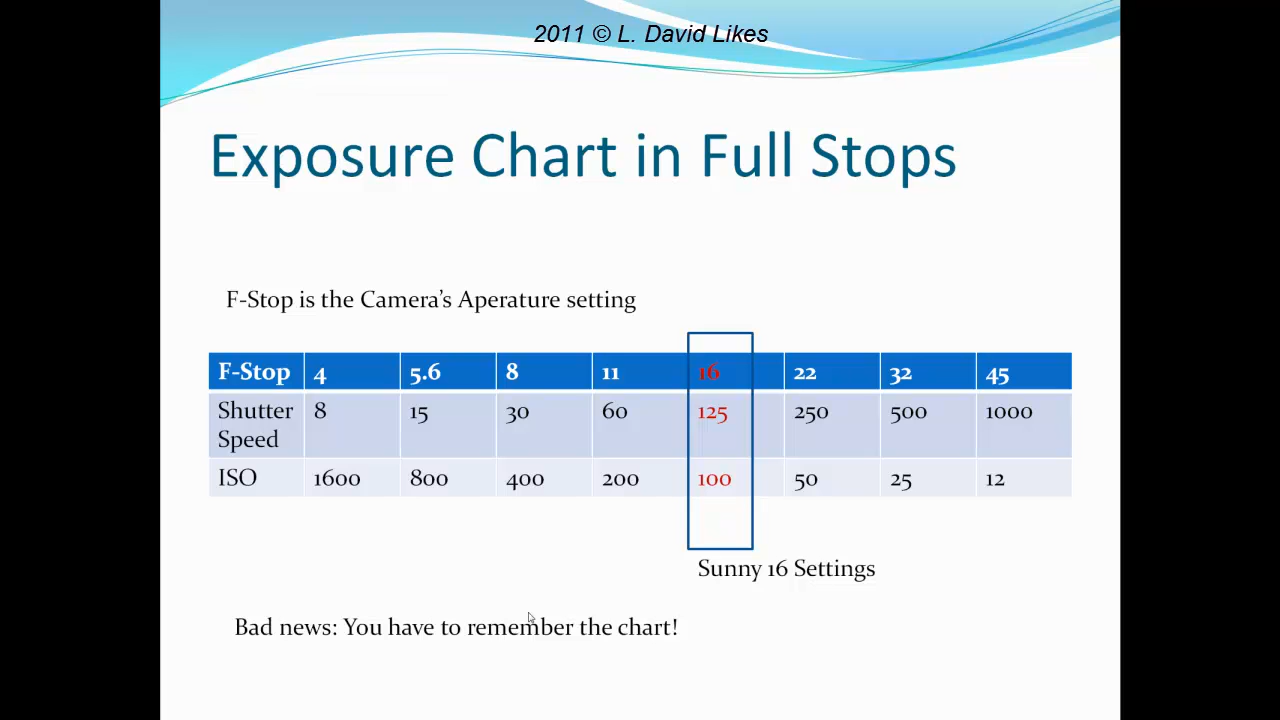 2011 © L. David Likes
Exposure Chart in Full Stops
F-Stop is the Camera's Aperature setting
F-Stop 4 5.6 8 11 16 22 32 45
Shutter Speed 8 15 30 60 125 250 500 1000
ISO 1600 800 400 200 100 50 25 12
Sunny 16 Settings
Bad news: You have to remember the chart!